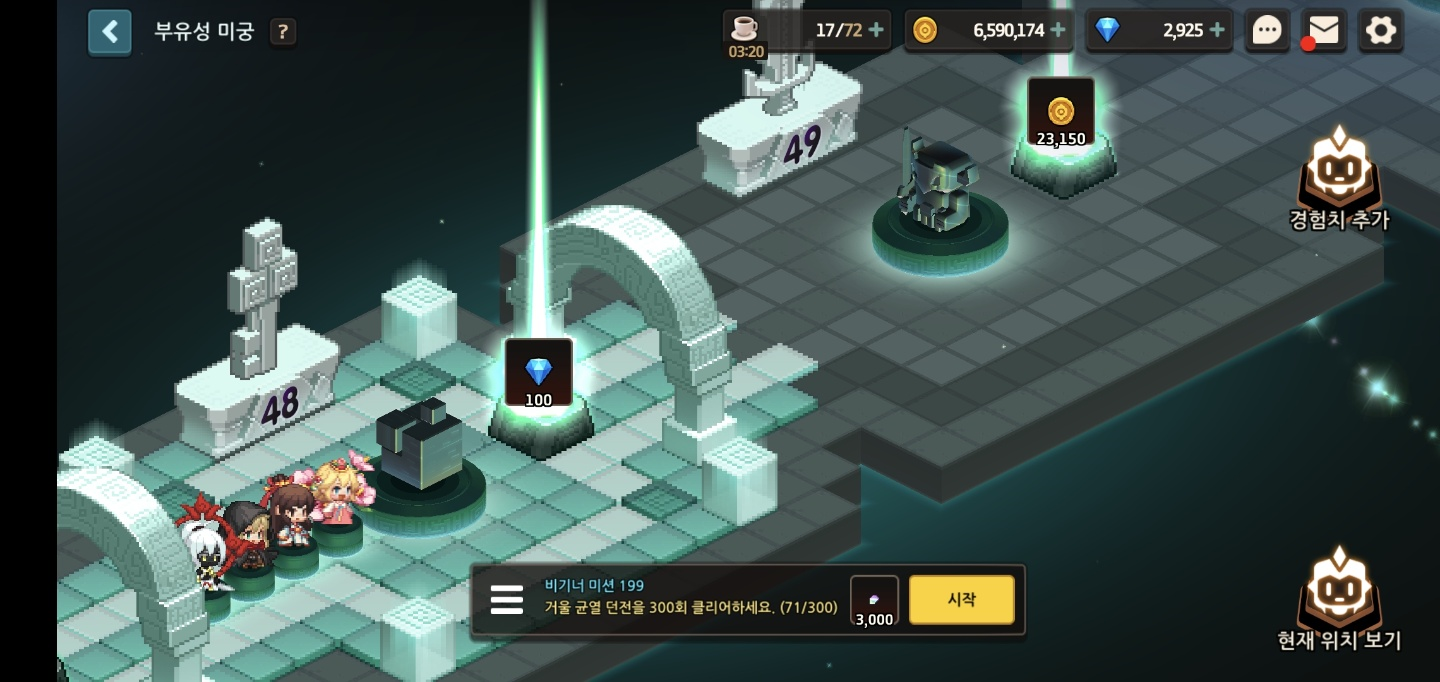 부유성 미궁 ?
17/72 +
03:20
6,590,174 +
2,925 +
49
23,150
경험치 추가
48
100
비기너 미션 199
거울 균열 던전을 300회 클리어하세요. (71/300)
3,000
시작
현재 위치 보기